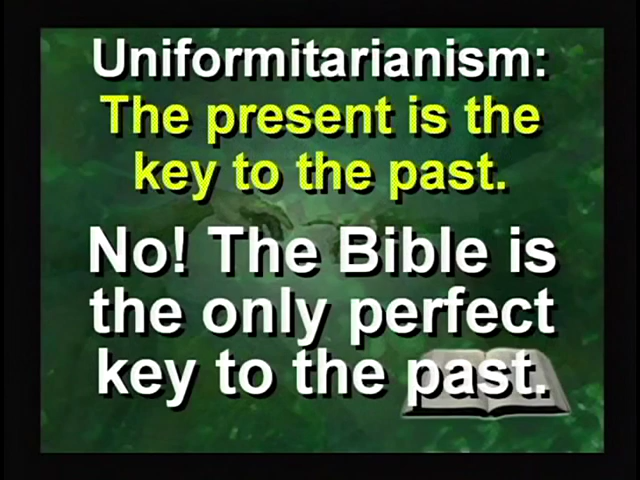 Uniformitarianism:
The present is the
key to the past.
No! The Bible is
the only perfect
key to the past.